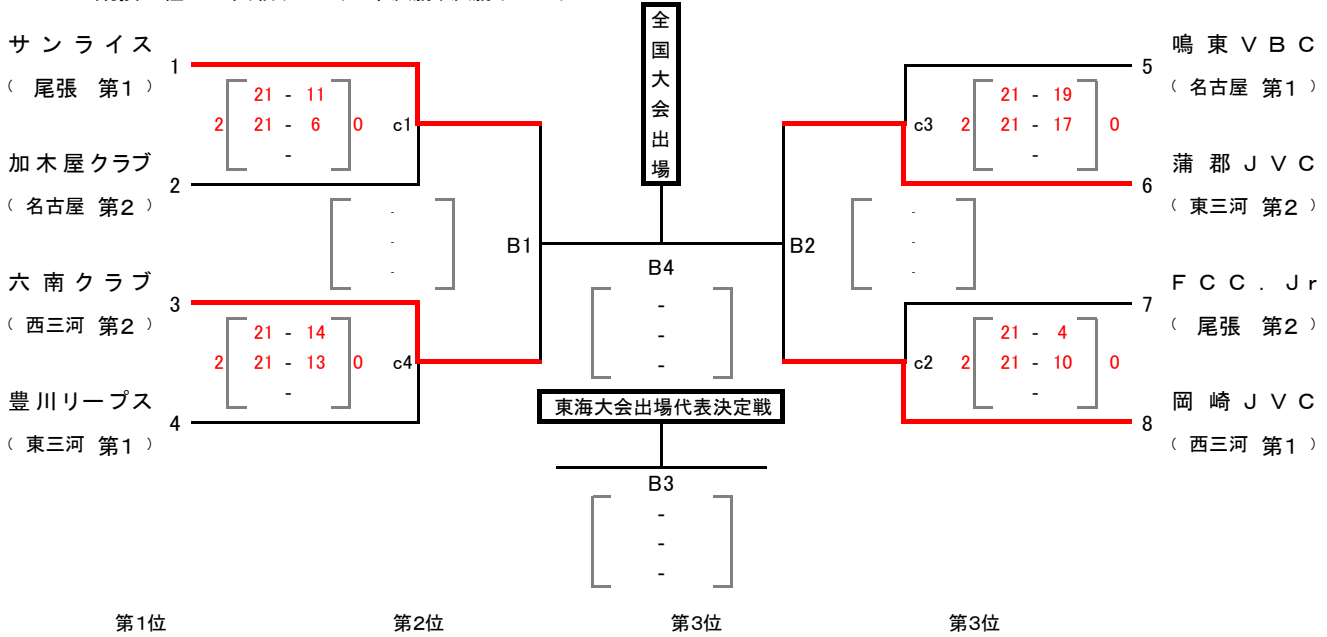 サンライス
（ 尾張 第1 ）
1
21 - 11
2 21 - 6 0
-
c1
加木屋クラブ
（ 名古屋 第2 ）
2
-
-
-
B1
六南クラブ
（ 西三河 第2 ）
3
21 - 14
2 21 - 13 0
-
c4
豊川リープス
（ 東三河 第1 ）
4
全国大会出場
B4
-
-
-
東海大会出場代表決定戦
B3
-
-
-
鳴東VBC
（ 名古屋 第1 ）
5
21 - 19
c3 2 21 - 17 0
-
蒲郡JVC
（ 東三河 第2 ）
6
B2
-
-
-
FCC．Jr
（ 尾張 第2 ）
7
21 - 4
c2 2 21 - 10 0
-
岡崎JVC
（ 西三河 第1 ）
8
第1位 第2位 第3位 第3位